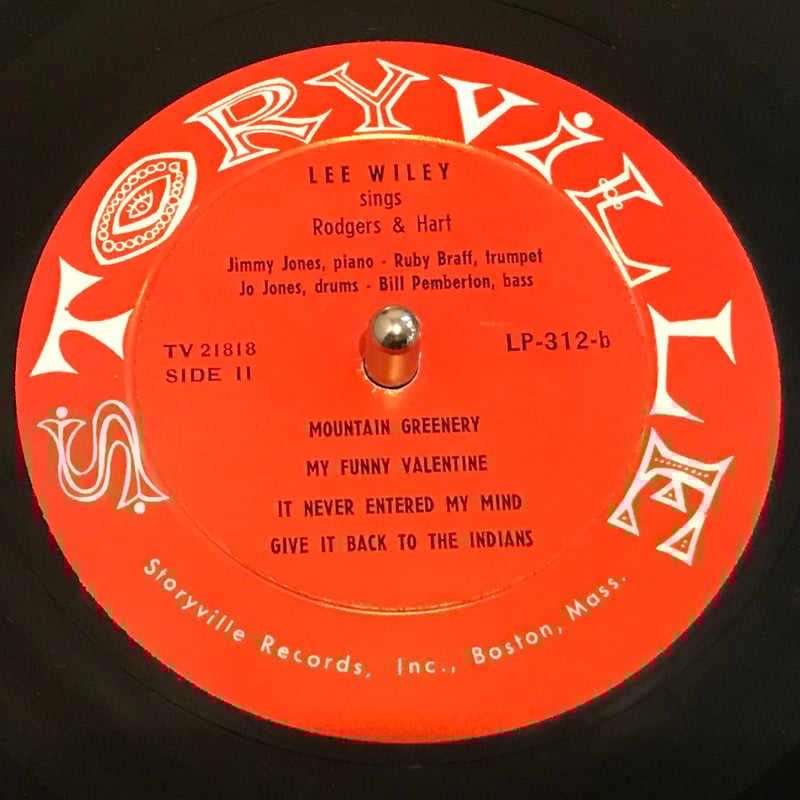 STORYViLLE
LEE WILEY
sings
Rodgers & Hart
Jimmy Jones, piano - Ruby Braff, trumpet
Jo Jones, drums - Bill Pemberton, bass
TV 21818
SIDE II
LP-312-b
MOUNTAIN GREENERY
MY FUNNY VALENTINE
IT NEVER ENTERED MY MIND
GIVE IT BACK TO THE INDIANS
Storyville Records, Inc., Boston, Mass.